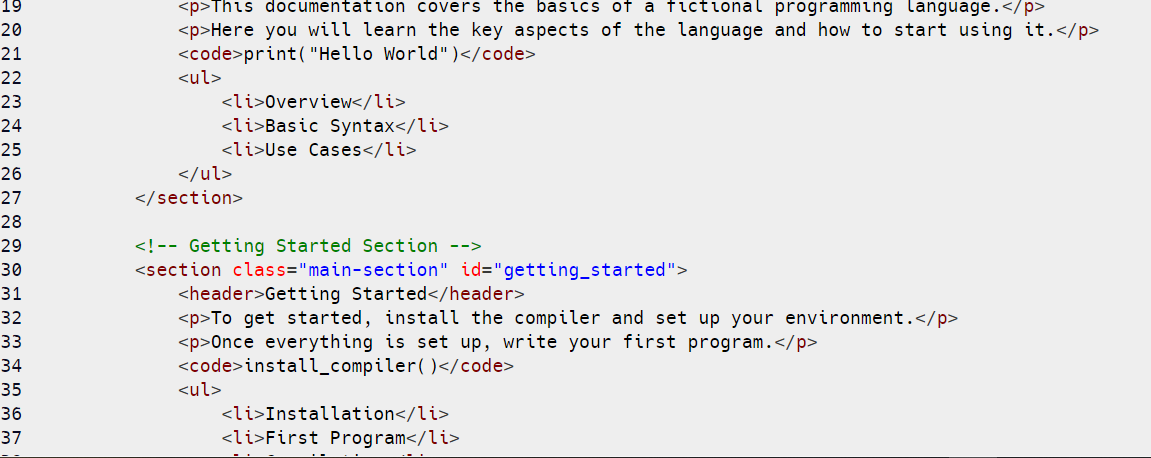 19 <p>This documentation covers the basics of a fictional programming language.</p>
20 <p>Here you will learn the key aspects of the language and how to start using it.</p>
21 <code>print("Hello World")</code>
22 <ul>
23 <li>Overview</li>
24 <li>Basic Syntax</li>
25 <li>Use Cases</li>
26 </ul>
27 </section>
28
29 <!-- Getting Started Section -->
30 <section class="main-section" id="getting_started">
31 <header>Getting Started</header>
32 <p>To get started, install the compiler and set up your environment.</p>
33 <p>Once everything is set up, write your first program.</p>
34 <code>install_compiler()</code>
35 <ul>
36 <li>Installation</li>
37 <li>First Program</li>